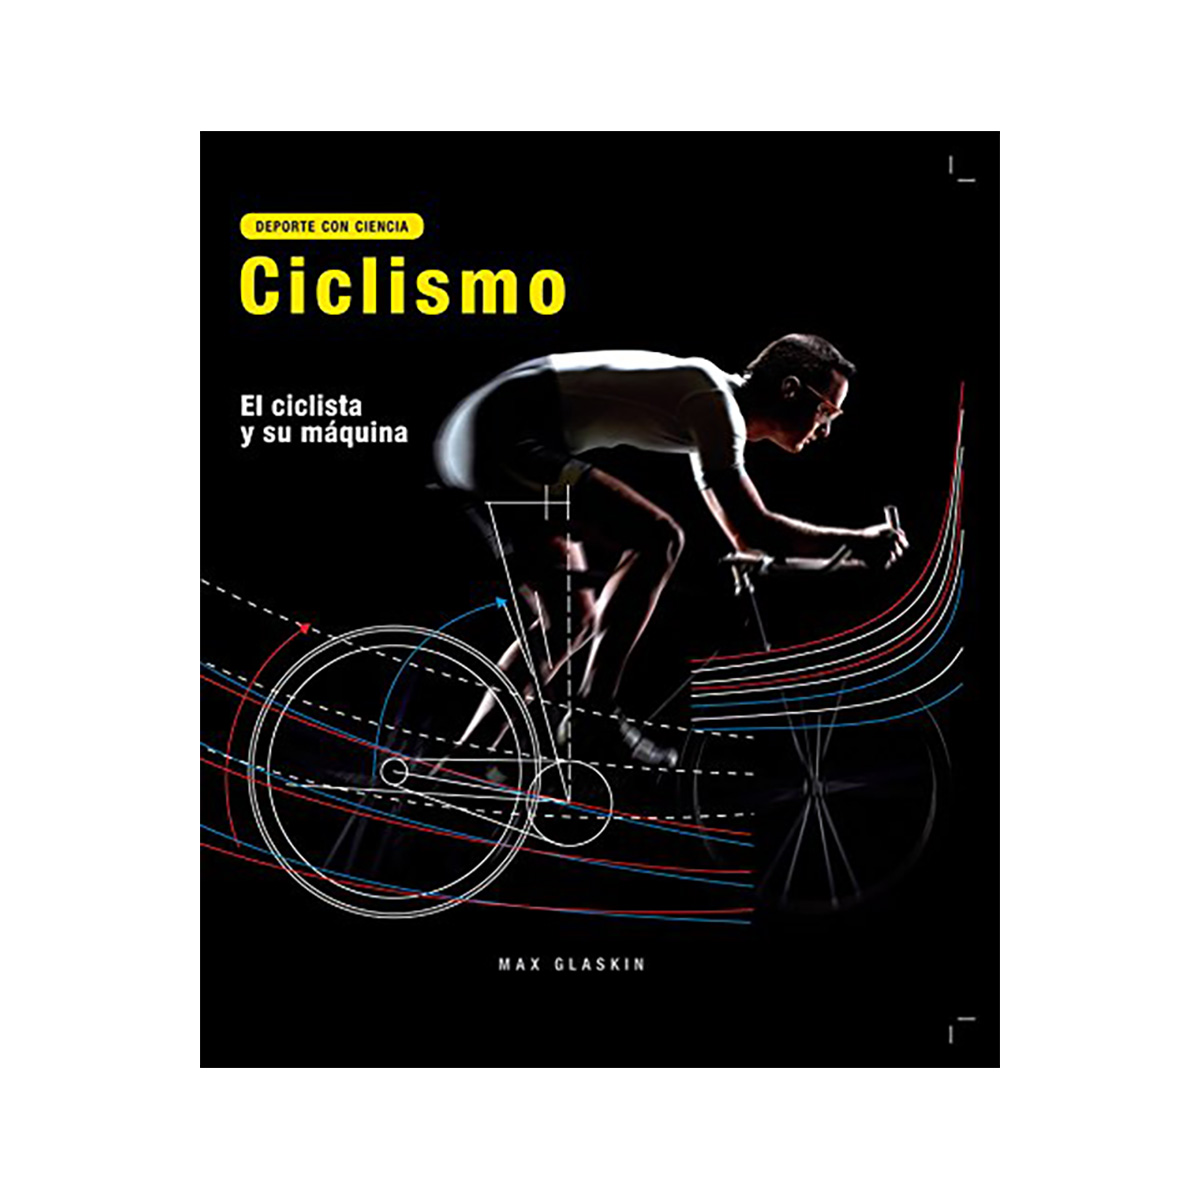 DEPORTE CON CIENCIA
Ciclismo
El ciclista
y su máquina
MAX GLASKIN